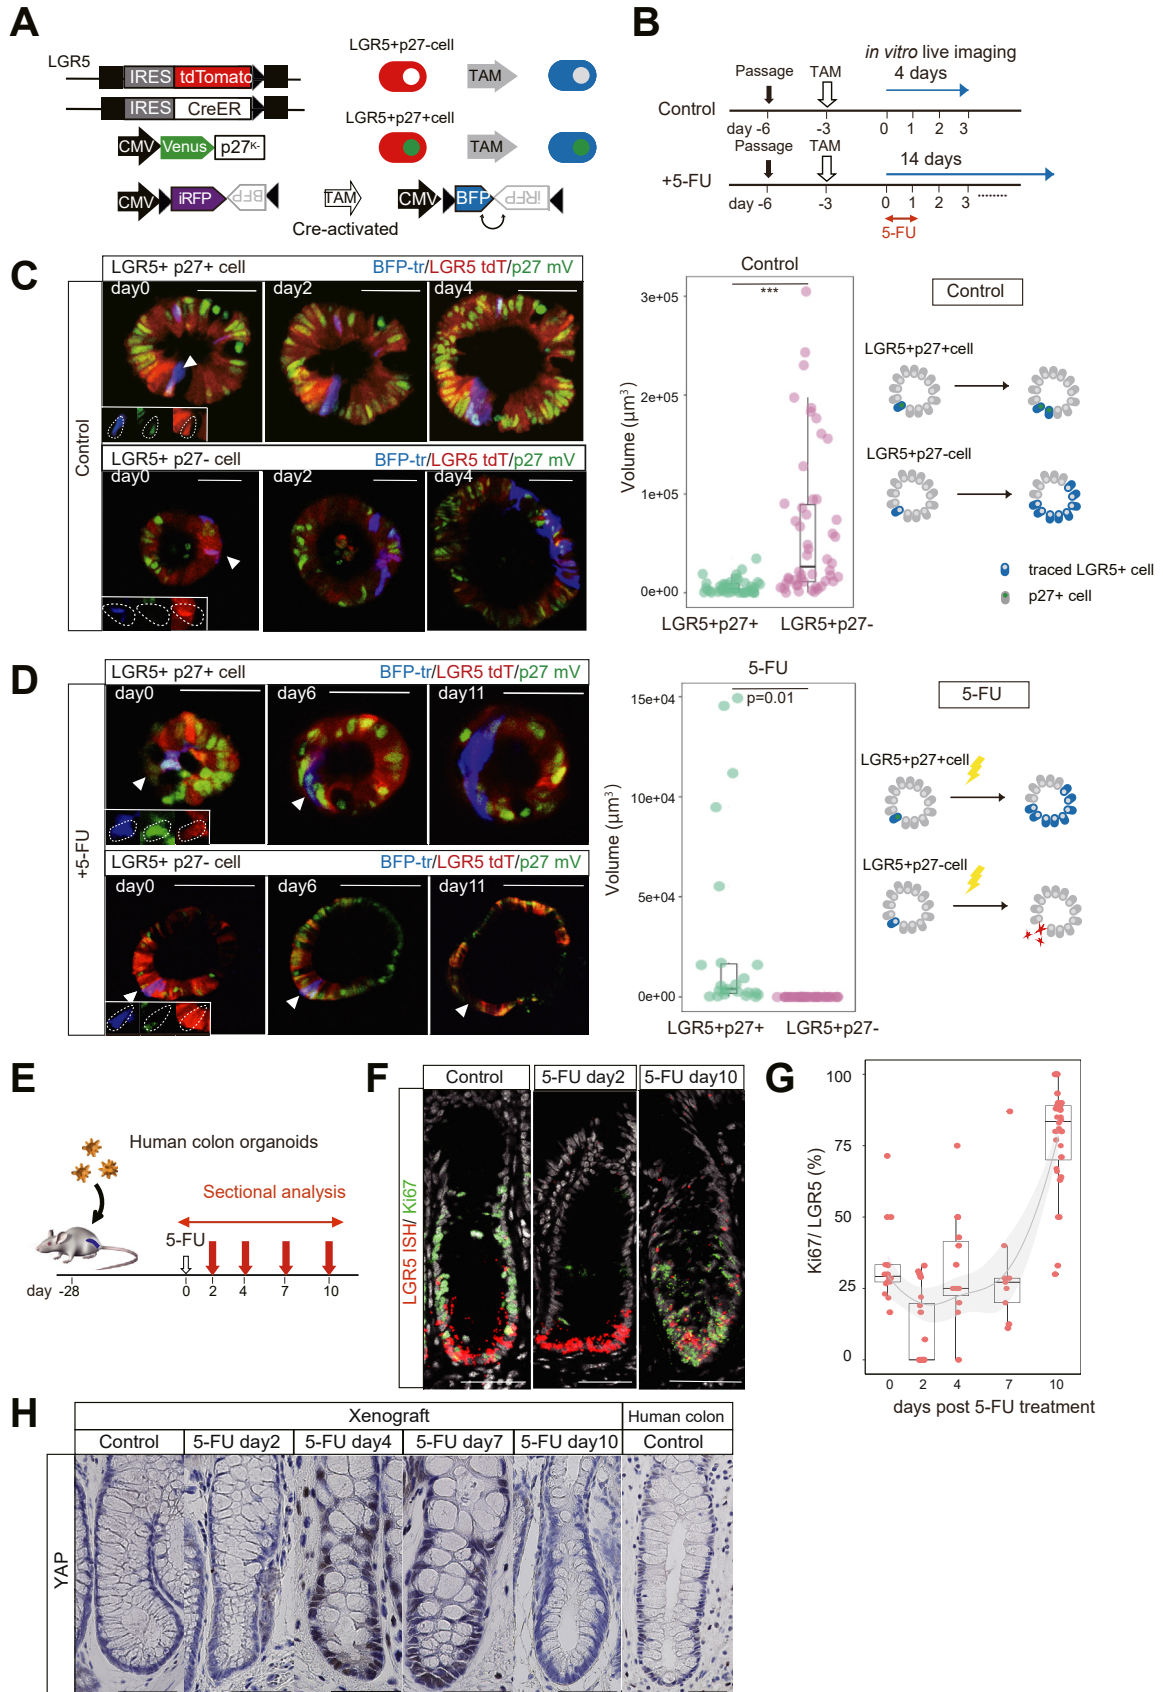 A
LGR5
IRES tdTomato
IRES CreER
CMV Venus p27K-
CMV iRFP BFP
TAM
Cre-activated
CMV BFP iRFP
LGR5+p27-cell
TAM
LGR5+p27+cell
TAM
B
in vitro live imaging
Passage TAM 4 days
Control
day -6 -3 0 1 2 3
Passage TAM 14 days
+5-FU
day -6 -3 0 1 2 3 ........
5-FU
C
Control
LGR5+ p27+ cell BFP-tr/LGR5 tdT/p27 mV
day0 day2 day4
LGR5+ p27- cell BFP-tr/LGR5 tdT/p27 mV
day0 day2 day4
Control
***
Volume (μm³)
3e+05
2e+05
1e+05
0e+00
LGR5+p27+ LGR5+p27-
Control
LGR5+p27+cell
LGR5+p27-cell
traced LGR5+ cell
p27+ cell
D
+5-FU
LGR5+ p27+ cell BFP-tr/LGR5 tdT/p27 mV
day0 day6 day11
LGR5+ p27- cell BFP-tr/LGR5 tdT/p27 mV
day0 day6 day11
5-FU
p=0.01
Volume (μm³)
15e+04
10e+04
5e+04
0e+00
LGR5+p27+ LGR5+p27-
5-FU
LGR5+p27+cell
LGR5+p27-cell
E
Human colon organoids
Sectional analysis
5-FU
day -28 0 2 4 7 10
F
Control 5-FU day2 5-FU day10
LGR5 ISH/ Ki67
G
Ki67/ LGR5 (%)
100
75
50
25
0
0 2 4 7 10
days post 5-FU treatment
H
Xenograft Human colon
Control 5-FU day2 5-FU day4 5-FU day7 5-FU day10 Control
YAP